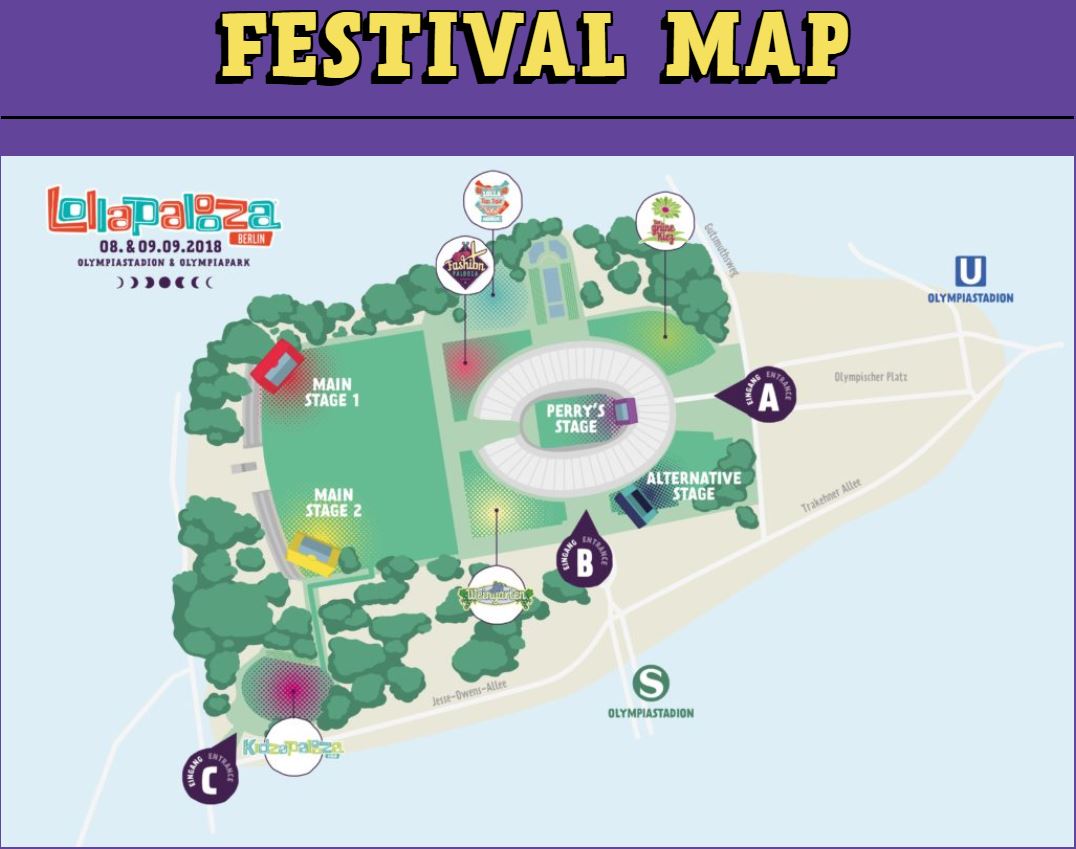 FESTIVAL MAP
Lollapalooza
BERLIN
08. & 09.09.2018
OLYMPIASTADION & OLYMPIAPARK
Fashion
PALOOZA
grüne
Kiez
Gutsmuthsweg
U
OLYMPIASTADION
MAIN
STAGE 1
PERRY'S
STAGE
EINGANG ENTRANCE
A
Olympischer Platz
MAIN
STAGE 2
ALTERNATIVE
STAGE
Trakehner Allee
EINGANG ENTRANCE
B
Weingarten
Jesse-Owens-Allee
S
OLYMPIASTADION
Kidzapalooza
EINGANG ENTRANCE
C